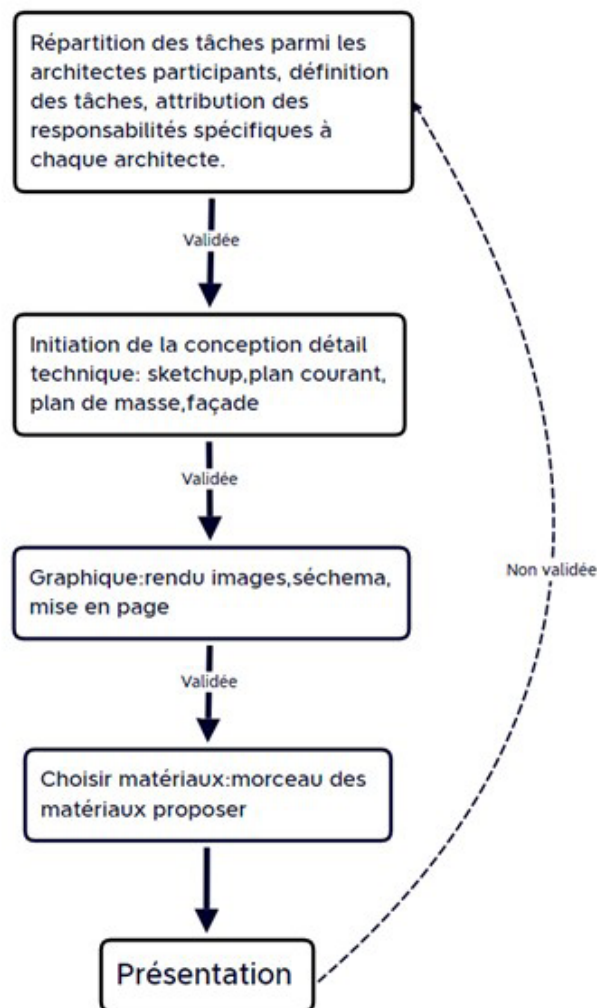 Répartition des tâches parmi les
architectes participants, définition
des tâches, attribution des
responsabilités spécifiques à
chaque architecte.
Validée
Initiation de la conception détail
technique: sketchup,plan courant,
plan de masse,façade
Validée
Graphique:rendu images,séchema,
mise en page
Non validée
Validée
Choisir matériaux:morceau des
matériaux proposer
Présentation